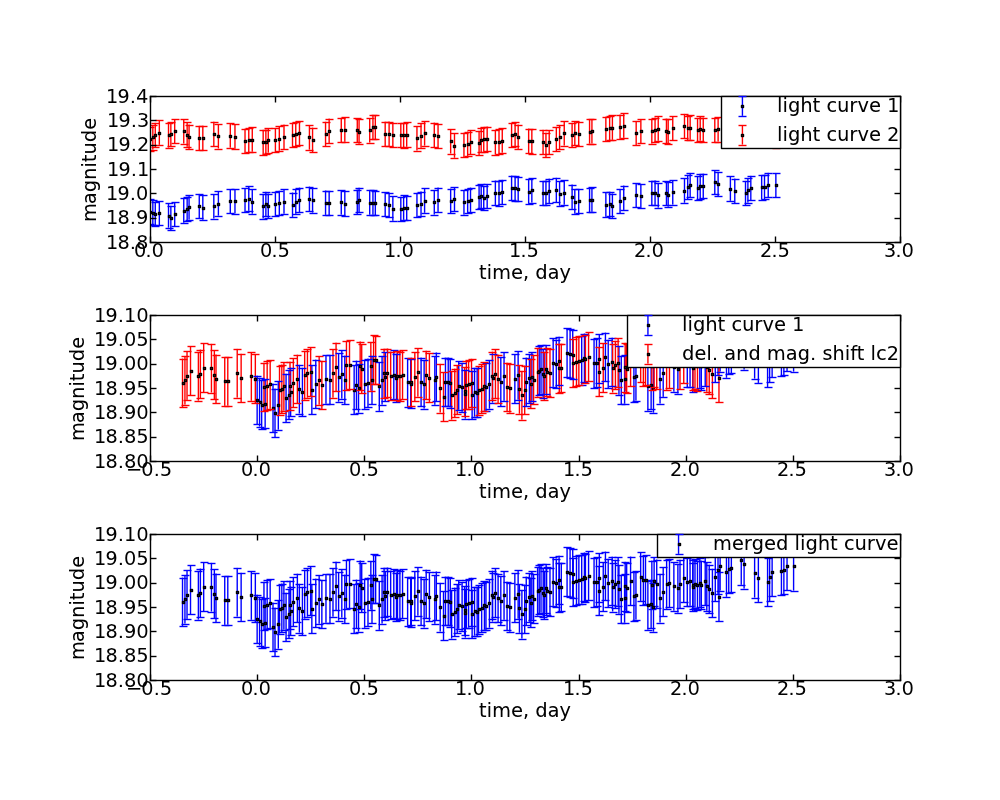 19.4
19.3
19.2
19.1
19.0
18.9
18.8
magnitude
light curve 1
light curve 2
0.0 0.5 1.0 1.5 2.0 2.5 3.0
time, day
19.10
19.05
19.00
18.95
18.90
18.85
18.80
magnitude
light curve 1
del. and mag. shift lc2
−0.5 0.0 0.5 1.0 1.5 2.0 2.5 3.0
time, day
19.10
19.05
19.00
18.95
18.90
18.85
18.80
magnitude
merged light curve
−0.5 0.0 0.5 1.0 1.5 2.0 2.5 3.0
time, day